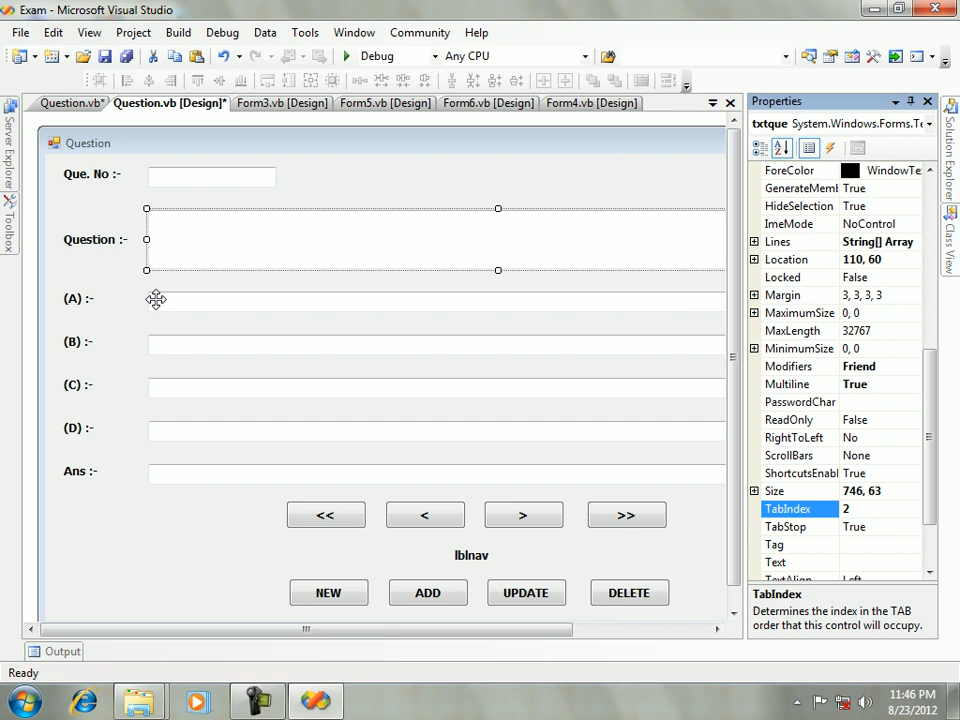 Exam - Microsoft Visual Studio
File Edit View Project Build Debug Data Tools Window Community Help
Debug Any CPU
Question.vb* Question.vb [Design]* Form3.vb [Design] Form5.vb [Design] Form6.vb [Design] Form4.vb [Design]
Server Explorer
Toolbox
Question
Que. No :-
Question :-
(A) :-
(B) :-
(C) :-
(D) :-
Ans :-
<< < > >>
lblnav
NEW ADD UPDATE DELETE
Properties
txtque System.Windows.Forms.Te
ForeColor WindowTe
GenerateMemb True
HideSelection True
ImeMode NoControl
Lines String[] Array
Location 110, 60
Locked False
Margin 3, 3, 3, 3
MaximumSize 0, 0
MaxLength 32767
MinimumSize 0, 0
Modifiers Friend
Multiline True
PasswordChar
ReadOnly False
RightToLeft No
ScrollBars None
ShortcutsEnabl True
Size 746, 63
TabIndex 2
TabStop True
Tag
Text
TextAlign Left
TabIndex
Determines the index in the TAB
order that this control will occupy.
Solution Explorer
Class View
Output
Ready
11:46 PM
8/23/2012